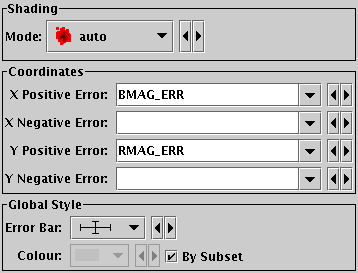 Shading
Mode: auto
Coordinates
X Positive Error: BMAG_ERR
X Negative Error:
Y Positive Error: RMAG_ERR
Y Negative Error:
Global Style
Error Bar:
Colour: By Subset